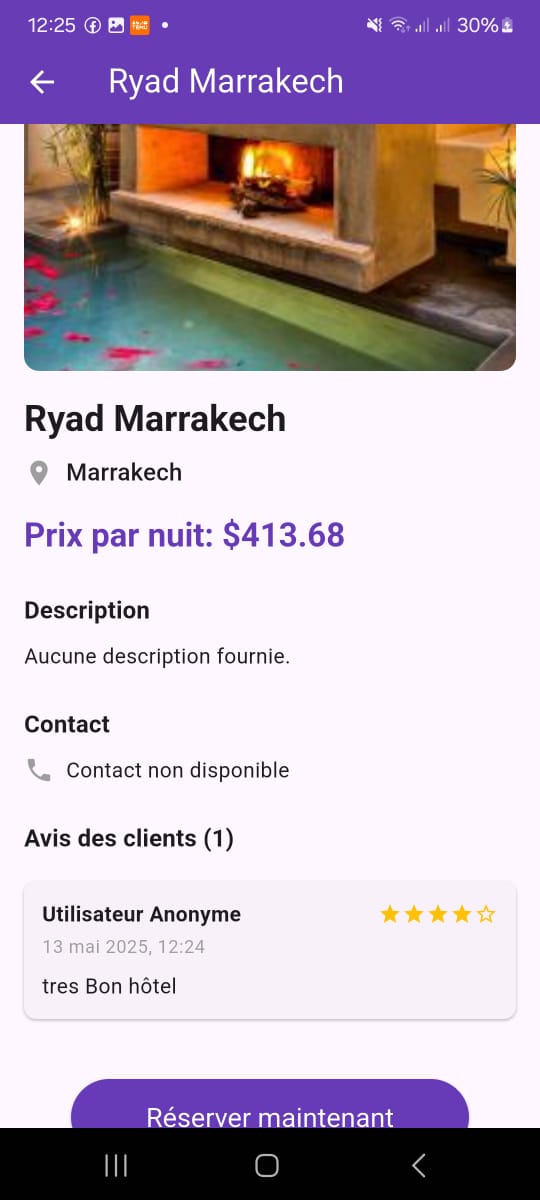 12:25
30%
Ryad Marrakech
Ryad Marrakech
Marrakech
Prix par nuit: $413.68
Description
Aucune description fournie.
Contact
Contact non disponible
Avis des clients (1)
Utilisateur Anonyme
13 mai 2025, 12:24
tres Bon hôtel
Réserver maintenant